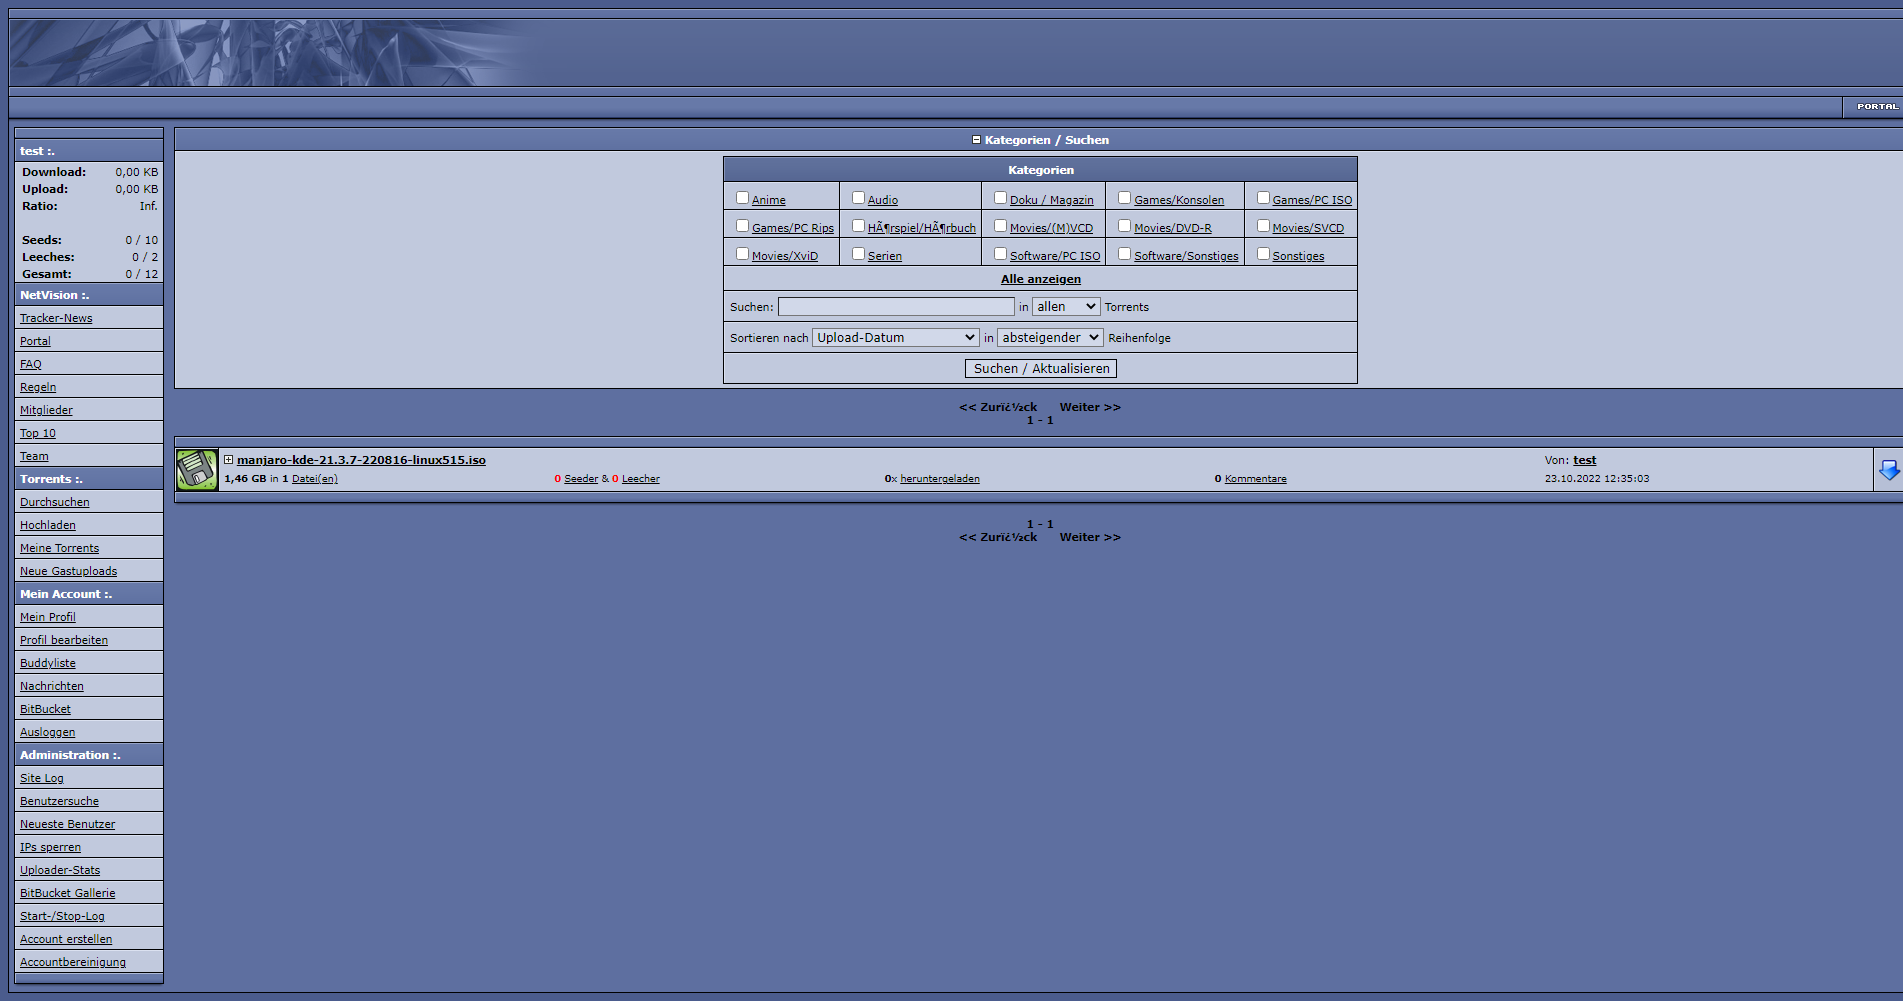 PORTAL
test :.
Download: 0,00 KB
Upload: 0,00 KB
Ratio: Inf.
Seeds: 0 / 10
Leeches: 0 / 2
Gesamt: 0 / 12
NetVision :.
Tracker-News
Portal
FAQ
Regeln
Mitglieder
Top 10
Team
Torrents :.
Durchsuchen
Hochladen
Meine Torrents
Neue Gastuploads
Mein Account :.
Mein Profil
Profil bearbeiten
Buddyliste
Nachrichten
BitBucket
Ausloggen
Administration :.
Site Log
Benutzersuche
Neueste Benutzer
IPs sperren
Uploader-Stats
BitBucket Gallerie
Start-/Stop-Log
Account erstellen
Accountbereinigung
Kategorien / Suchen
Kategorien
Anime Audio Doku / Magazin Games/Konsolen Games/PC ISO
Games/PC Rips HÃ¶rspiel/HÃ¶rbuch Movies/(M)VCD Movies/DVD-R Movies/SVCD
Movies/XviD Serien Software/PC ISO Software/Sonstiges Sonstiges
Alle anzeigen
Suchen: in allen Torrents
Sortieren nach Upload-Datum in absteigender Reihenfolge
Suchen / Aktualisieren
<< Zurï¿½ck Weiter >>
1 - 1
manjaro-kde-21.3.7-220816-linux515.iso Von: test
1,46 GB in 1 Datei(en) 0 Seeder & 0 Leecher 0x heruntergeladen 0 Kommentare 23.10.2022 12:35:03
1 - 1
<< Zurï¿½ck Weiter >>